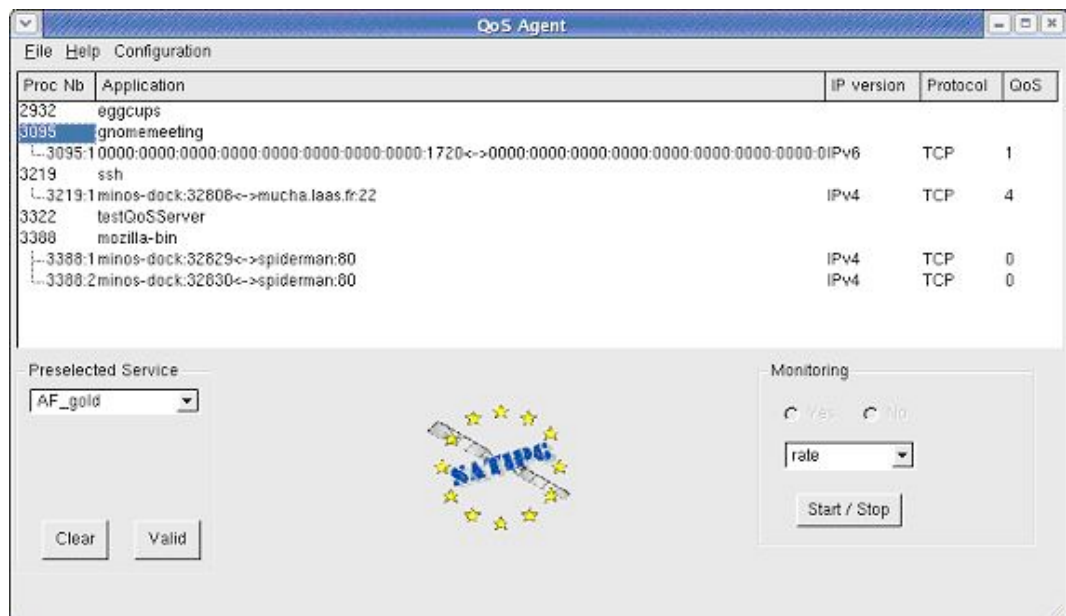 QoS Agent
File Help Configuration
Proc Nb Application IP version Protocol QoS
2932 eggcups
3095 gnomemeeting
3095:1 0000:0000:0000:0000:0000:0000:0000:0000:1720<->0000:0000:0000:0000:0000:0000:0000:0000:0 IPv6 TCP 1
3219 ssh
3219:1 minos-dock:32808<->mucha.laas.fr:22 IPv4 TCP 4
3322 testQoSServer
3388 mozilla-bin
3388:1 minos-dock:32829<->spiderman:80 IPv4 TCP 0
3388:2 minos-dock:32830<->spiderman:80 IPv4 TCP 0
Preselected Service
AF_gold
Clear Valid
SATIP6
Monitoring
Yes No
rate
Start / Stop